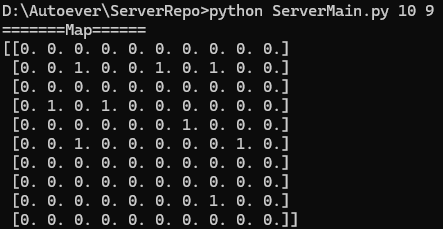 D:\Autoever\ServerRepo>python ServerMain.py 10 9
=======Map======
[[0. 0. 0. 0. 0. 0. 0. 0. 0. 0.]
 [0. 0. 1. 0. 0. 1. 0. 1. 0. 0.]
 [0. 0. 0. 0. 0. 0. 0. 0. 0. 0.]
 [0. 1. 0. 1. 0. 0. 0. 0. 0. 0.]
 [0. 0. 0. 0. 0. 0. 1. 0. 0. 0.]
 [0. 0. 1. 0. 0. 0. 0. 0. 1. 0.]
 [0. 0. 0. 0. 0. 0. 0. 0. 0. 0.]
 [0. 0. 0. 0. 0. 0. 0. 0. 0. 0.]
 [0. 0. 0. 0. 0. 0. 0. 1. 0. 0.]
 [0. 0. 0. 0. 0. 0. 0. 0. 0. 0.]]